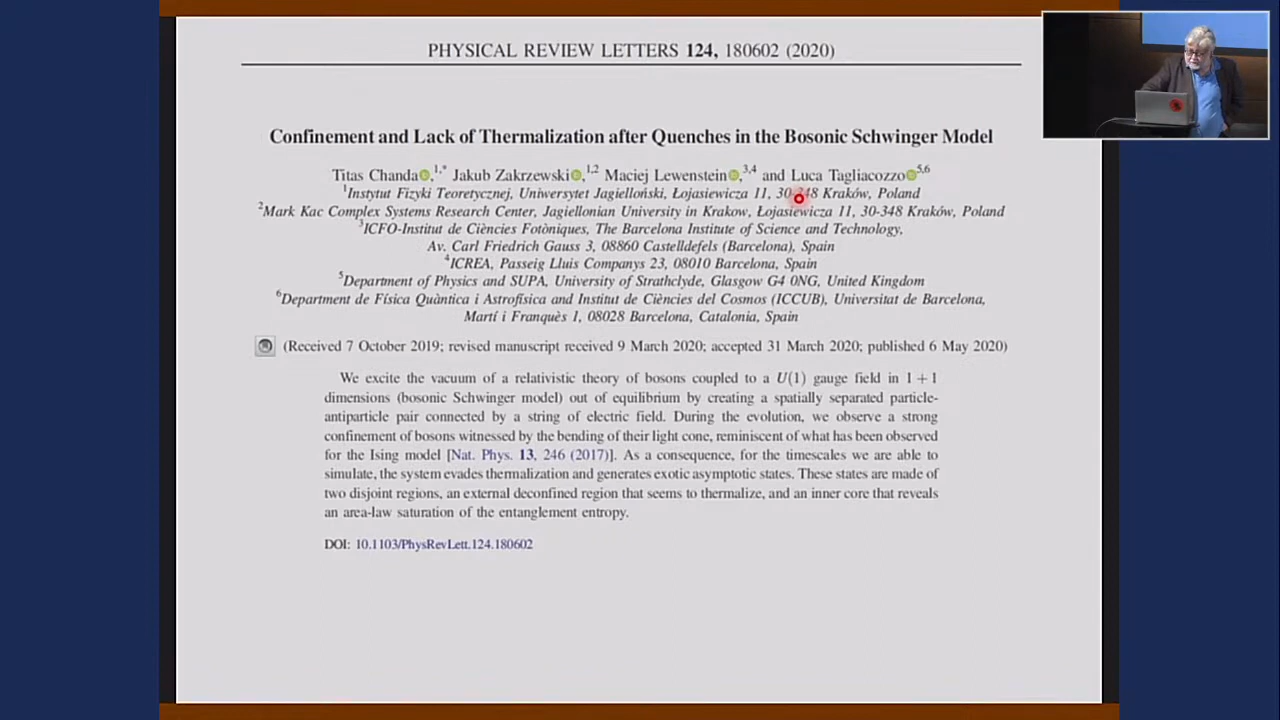 PHYSICAL REVIEW LETTERS 124, 180602 (2020)
Confinement and Lack of Thermalization after Quenches in the Bosonic Schwinger Model
Titas Chanda,1,* Jakub Zakrzewski,1,2 Maciej Lewenstein,3,4 and Luca Tagliacozzo5,6
1Instytut Fizyki Teoretycznej, Uniwersytet Jagielloński, Łojasiewicza 11, 30-348 Kraków, Poland
2Mark Kac Complex Systems Research Center, Jagiellonian University in Krakow, Łojasiewicza 11, 30-348 Kraków, Poland
3ICFO-Institut de Ciències Fotòniques, The Barcelona Institute of Science and Technology,
Av. Carl Friedrich Gauss 3, 08860 Castelldefels (Barcelona), Spain
4ICREA, Passeig Lluis Companys 23, 08010 Barcelona, Spain
5Department of Physics and SUPA, University of Strathclyde, Glasgow G4 0NG, United Kingdom
6Department de Física Quàntica i Astrofísica and Institut de Ciències del Cosmos (ICCUB), Universitat de Barcelona,
Martí i Franquès 1, 08028 Barcelona, Catalonia, Spain
(Received 7 October 2019; revised manuscript received 9 March 2020; accepted 31 March 2020; published 6 May 2020)
We excite the vacuum of a relativistic theory of bosons coupled to a U(1) gauge field in 1 + 1
dimensions (bosonic Schwinger model) out of equilibrium by creating a spatially separated particle-
antiparticle pair connected by a string of electric field. During the evolution, we observe a strong
confinement of bosons witnessed by the bending of their light cone, reminiscent of what has been observed
for the Ising model [Nat. Phys. 13, 246 (2017)]. As a consequence, for the timescales we are able to
simulate, the system evades thermalization and generates exotic asymptotic states. These states are made of
two disjoint regions, an external deconfined region that seems to thermalize, and an inner core that reveals
an area-law saturation of the entanglement entropy.
DOI: 10.1103/PhysRevLett.124.180602